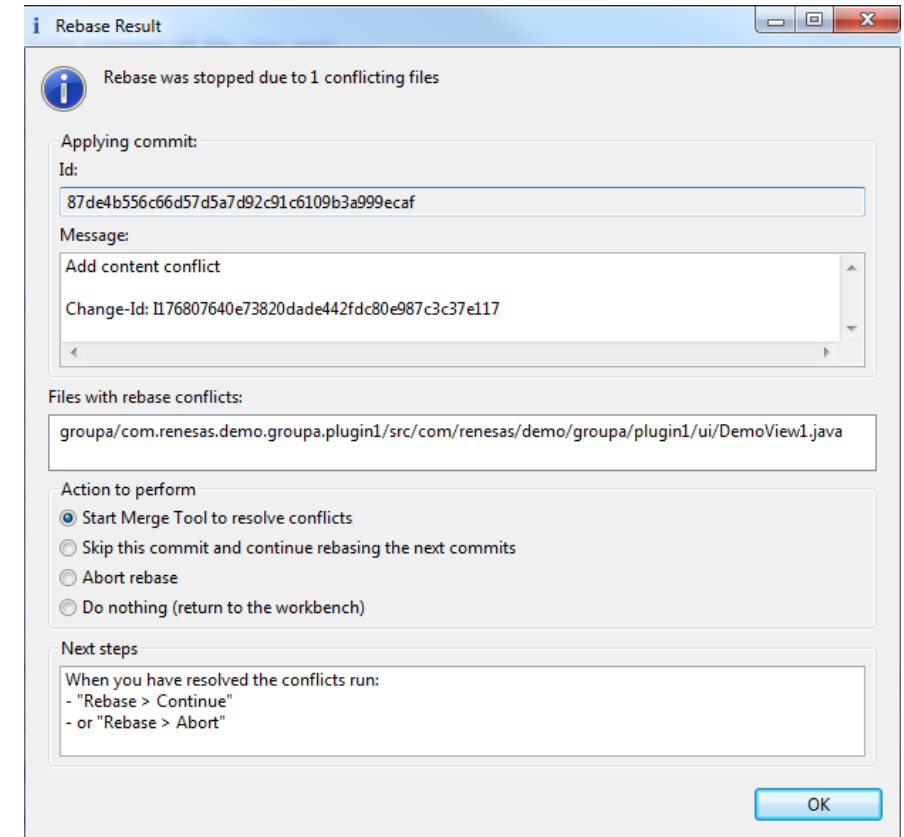 Rebase Result
Rebase was stopped due to 1 conflicting files
Applying commit:
Id:
87de4b556c66d57d5a7d92c91c6109b3a999ecaf
Message:
Add content conflict
Change-Id: I176807640e73820dade442fdc80e987c3c37e117
Files with rebase conflicts:
groupa/com.renesas.demo.groupa.plugin1/src/com/renesas/demo/groupa/plugin1/ui/DemoView1.java
Action to perform
Start Merge Tool to resolve conflicts
Skip this commit and continue rebasing the next commits
Abort rebase
Do nothing (return to the workbench)
Next steps
When you have resolved the conflicts run:
- "Rebase > Continue"
- or "Rebase > Abort"
OK